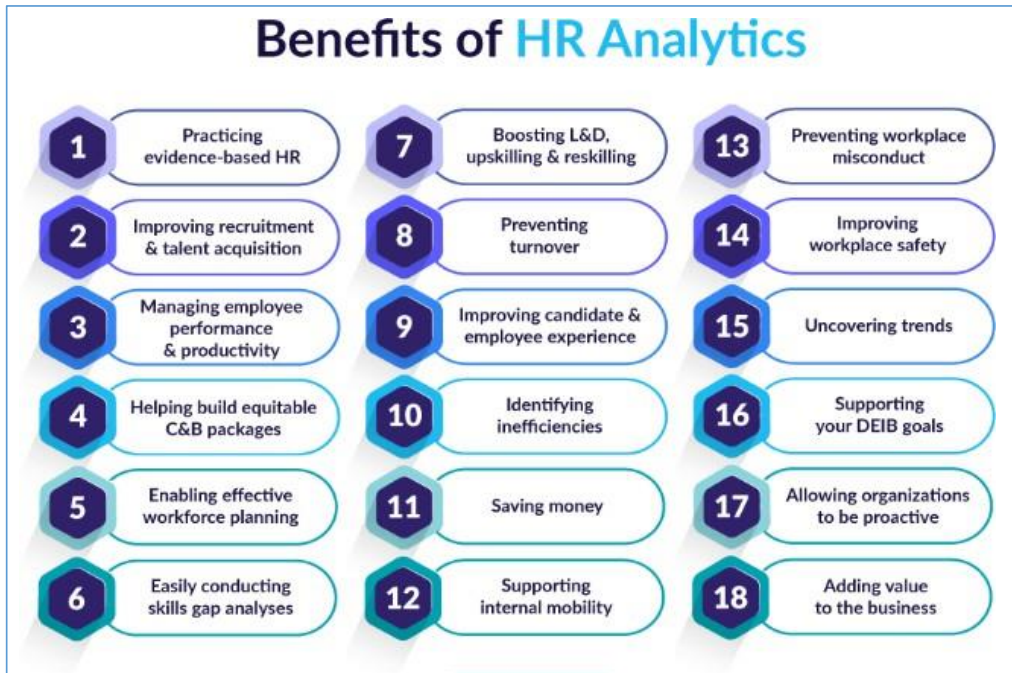 Benefits of HR Analytics
1
Practicing
evidence-based HR
2
Improving recruitment
& talent acquisition
3
Managing employee
performance
& productivity
4
Helping build equitable
C&B packages
5
Enabling effective
workforce planning
6
Easily conducting
skills gap analyses
7
Boosting L&D,
upskilling & reskilling
8
Preventing
turnover
9
Improving candidate &
employee experience
10
Identifying
inefficiencies
11
Saving money
12
Supporting
internal mobility
13
Preventing workplace
misconduct
14
Improving
workplace safety
15
Uncovering trends
16
Supporting
your DEIB goals
17
Allowing organizations
to be proactive
18
Adding value
to the business